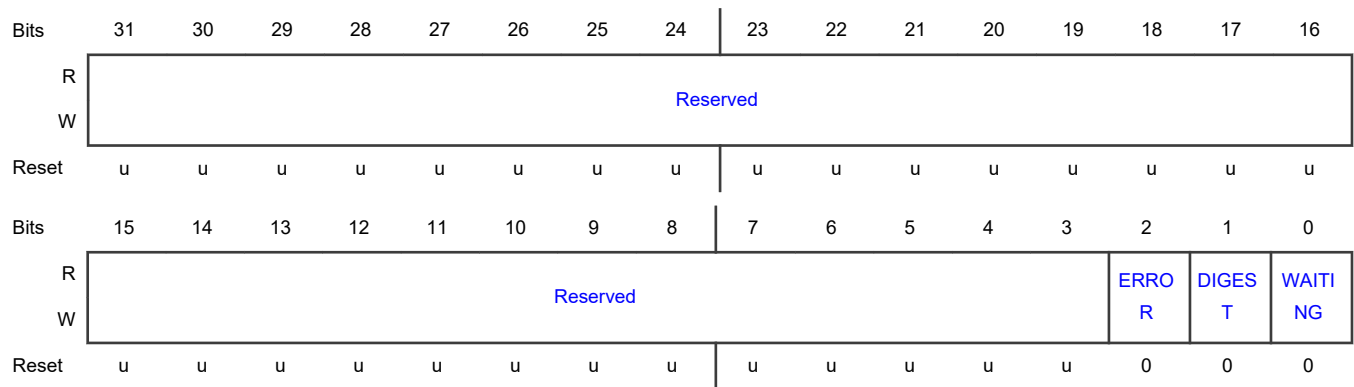 Bits 31 30 29 28 27 26 25 24 23 22 21 20 19 18 17 16
R
Reserved
W
Reset u u u u u u u u u u u u u u u u
Bits 15 14 13 12 11 10 9 8 7 6 5 4 3 2 1 0
R
Reserved
ERRO
R
DIGES
T
WAITI
NG
W
Reset u u u u u u u u u u u u u 0 0 0